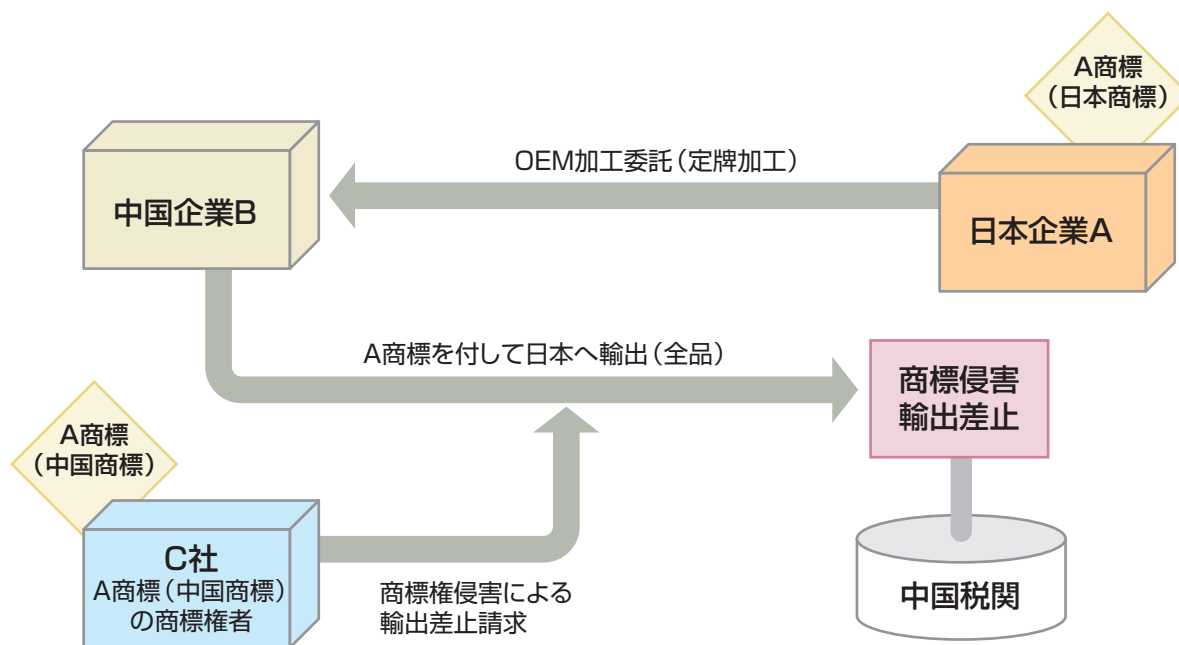 A商標
（日本商標）
OEM加工委託（定牌加工）
中国企業B
日本企業A
A商標を付して日本へ輸出（全品）
商標侵害
輸出差止
A商標
（中国商標）
C社
A商標（中国商標）
の商標権者
商標権侵害による
輸出差止請求
中国税関